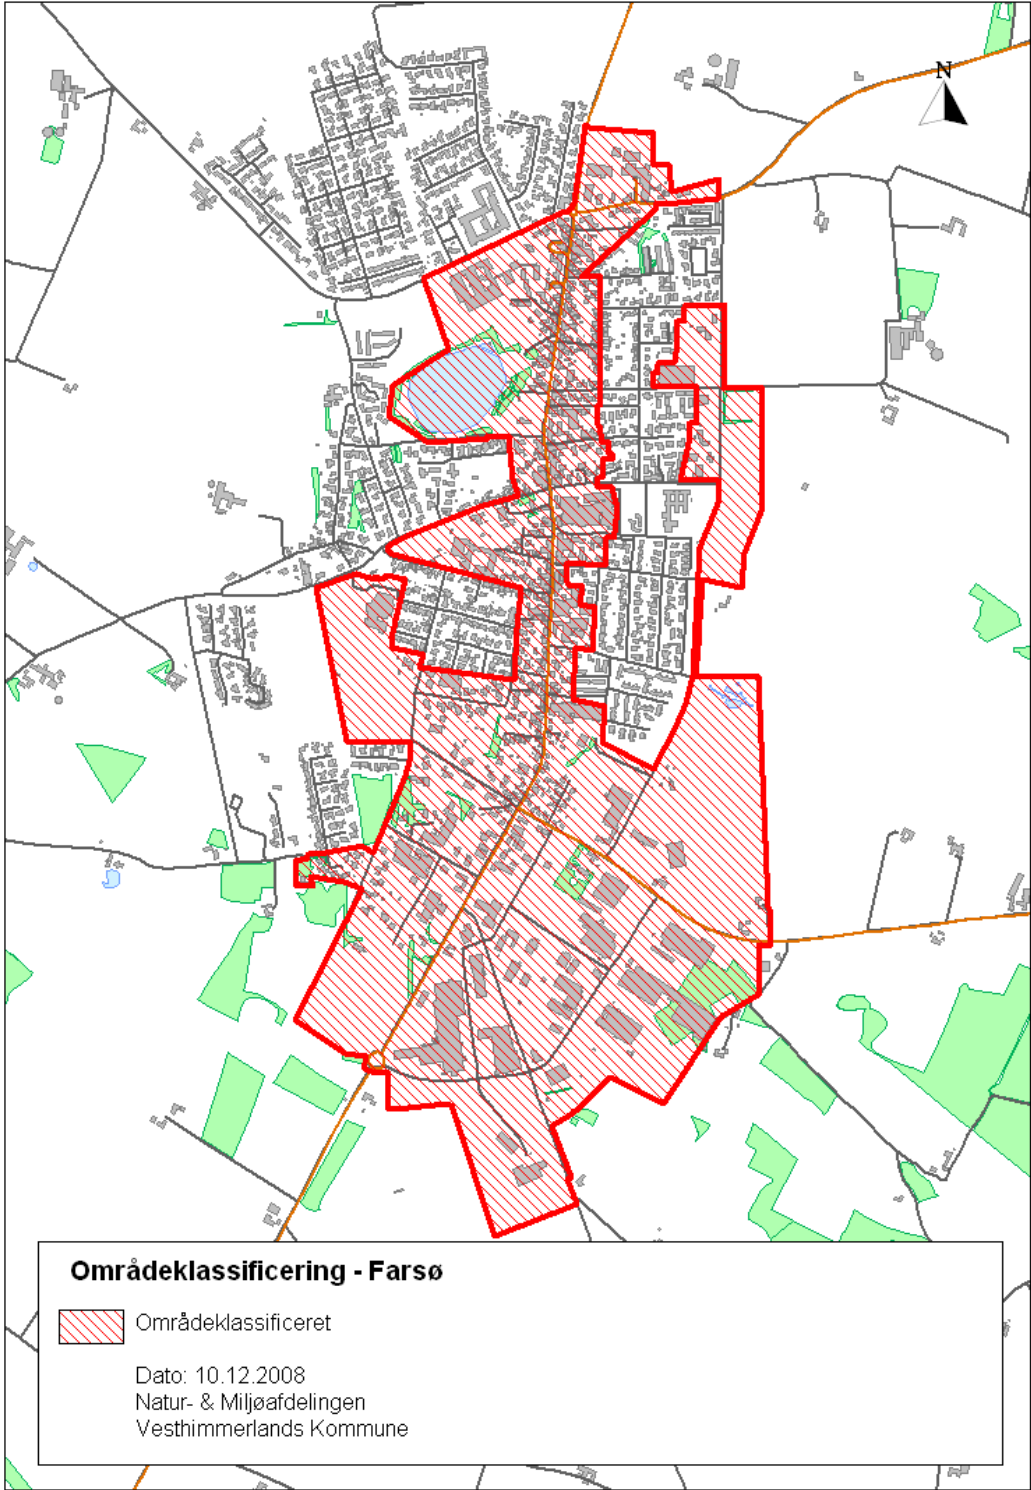 N
Områdeklassificering - Farsø
Områdeklassificeret
Dato: 10.12.2008
Natur- & Miljøafdelingen
Vesthimmerlands Kommune